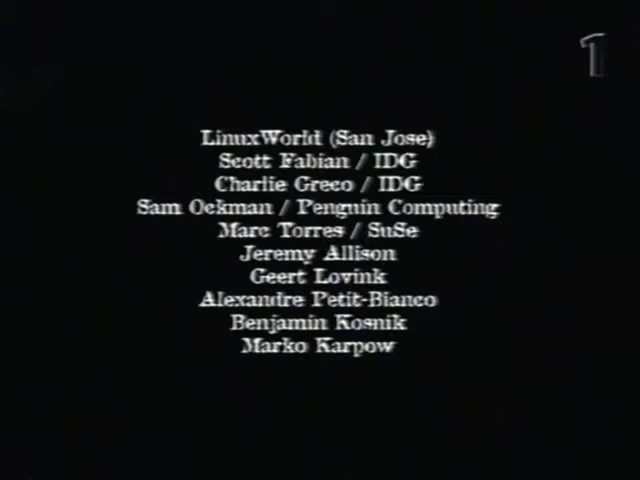 1
LinuxWorld (San Jose)
Scott Fabian / IDG
Charlie Greco / IDG
Sam Ockman / Penguin Computing
Marc Torres / SuSe
Jeremy Allison
Geert Lovink
Alexandre Petit-Bianco
Benjamin Kosnik
Marko Karpow